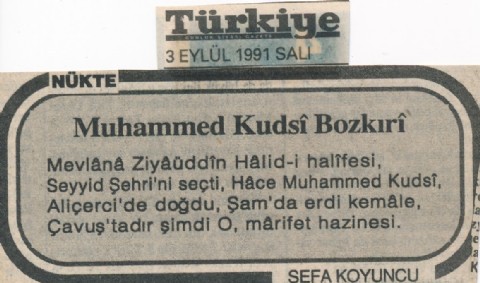 Türkiye
3 EYLÜL 1991 SALI
NÜKTE
Muhammed Kudsî Bozkırî
Mevlânâ Ziyâüddîn Hâlid-i halîfesi,
Seyyid Şehri'ni seçti, Hâce Muhammed Kudsî,
Aliçerci'de doğdu, Şam'da erdi kemâle,
Çavuş'tadır şimdi O, mârifet hazinesi.
SEFA KOYUNCU